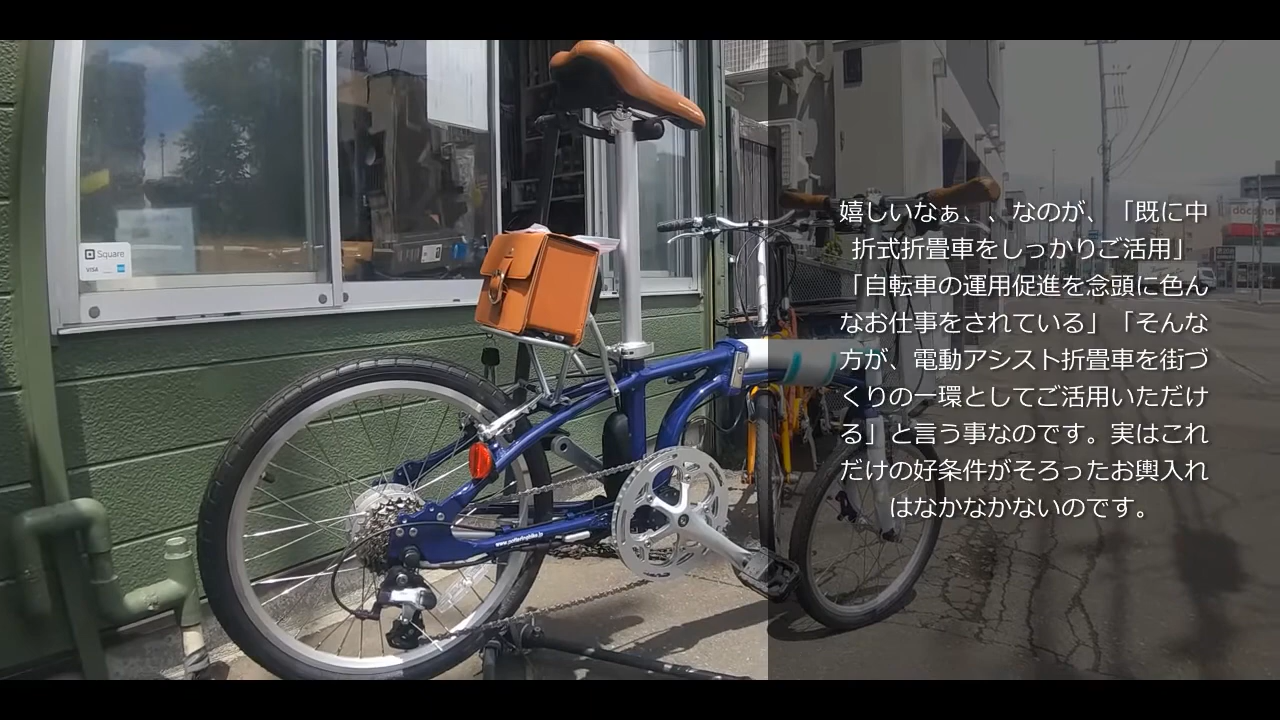 嬉しいなぁ、、なのが、「既に中
折式折畳車をしっかりご活用」
「自転車の運用促進を念頭に色ん
なお仕事をされている」「そんな
方が、電動アシスト折畳車を街づ
くりの一環としてご活用いただけ
る」と言う事なのです。実はこれ
だけの好条件がそろったお輿入れ
はなかなかないのです。
Square
VISA
www.potteringbike.jp